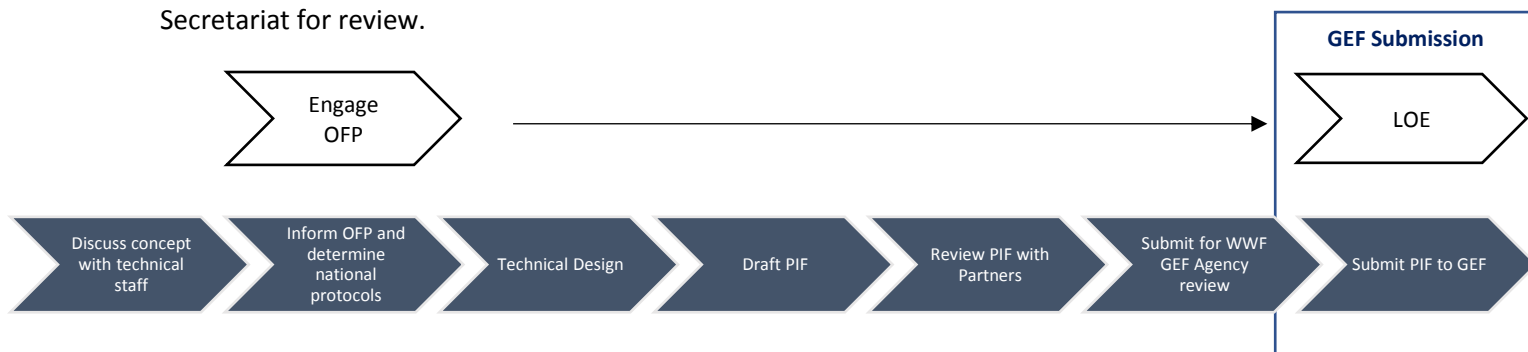 Secretariat for review.
GEF Submission
Engage
OFP
LOE
Discuss concept
with technical
staff
Inform OFP and
determine
national
protocols
Technical Design
Draft PIF
Review PIF with
Partners
Submit for WWF
GEF Agency
review
Submit PIF to GEF